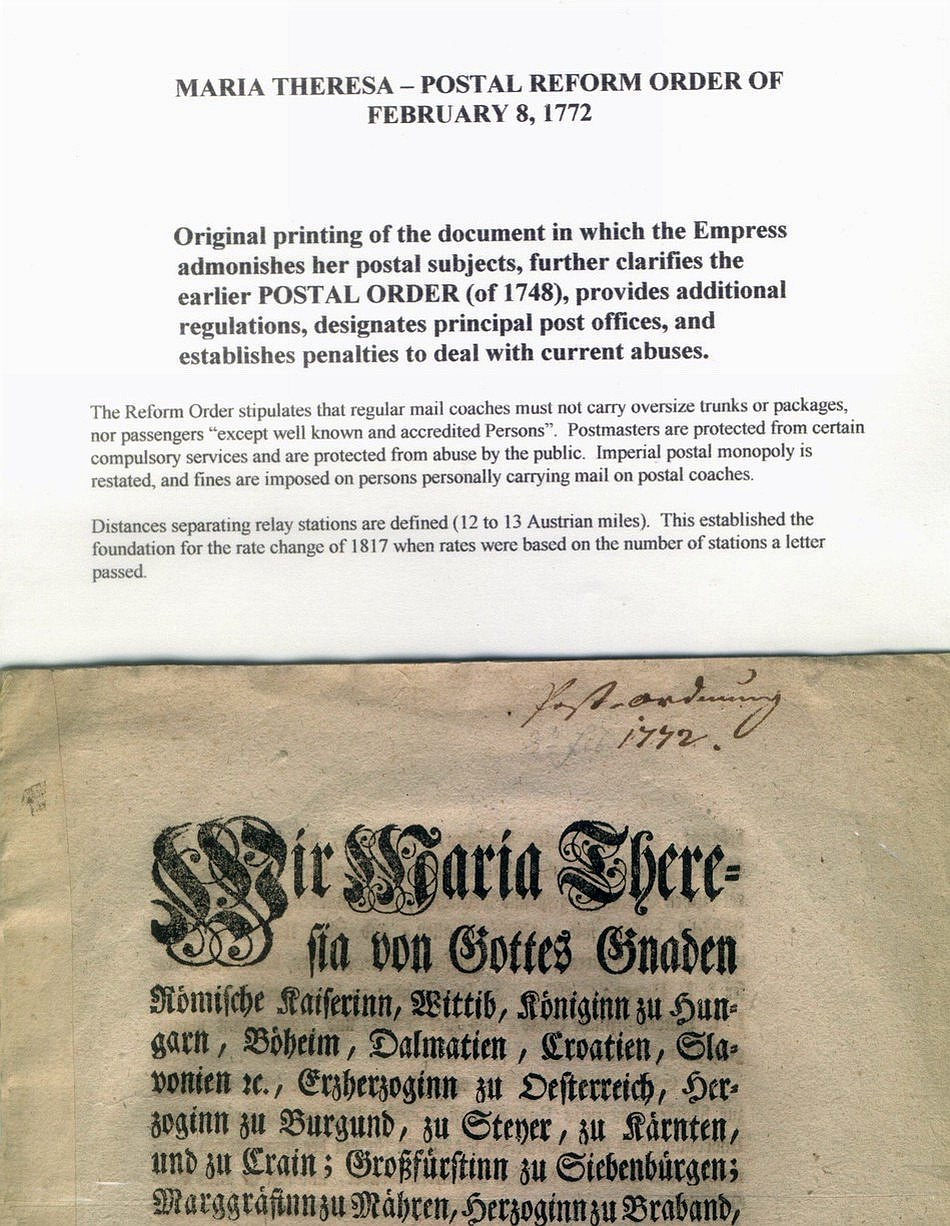 MARIA THERESA – POSTAL REFORM ORDER OF
FEBRUARY 8, 1772
Original printing of the document in which the Empress
admonishes her postal subjects, further clarifies the
earlier POSTAL ORDER (of 1748), provides additional
regulations, designates principal post offices, and
establishes penalties to deal with current abuses.
The Reform Order stipulates that regular mail coaches must not carry oversize trunks or packages,
nor passengers “except well known and accredited Persons”. Postmasters are protected from certain
compulsory services and are protected from abuse by the public. Imperial postal monopoly is
restated, and fines are imposed on persons personally carrying mail on postal coaches.
Distances separating relay stations are defined (12 to 13 Austrian miles). This established the
foundation for the rate change of 1817 when rates were based on the number of stations a letter
passed.
Post-ordnung
1772.
Wir Maria There=
sia von Gottes Gnaden
Römische Kaiserinn, Wittib, Königinn zu Hun=
garn, Böheim, Dalmatien, Croatien, Sla=
vonien ꝛc., Erzherzoginn zu Oesterreich, Her=
zoginn zu Burgund, zu Steyer, zu Kärnten,
und zu Crain; Großfürstinn zu Siebenbürgen;
Marggräfinn zu Mähren, Herzoginn zu Braband,